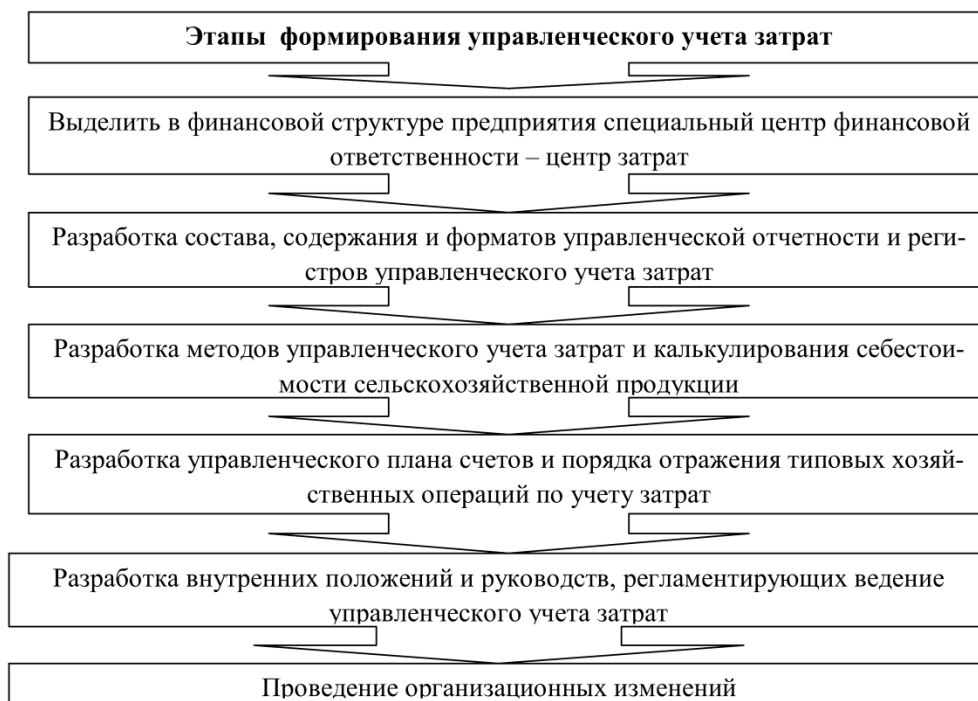 Этапы формирования управленческого учета затрат
Выделить в финансовой структуре предприятия специальный центр финансовой
ответственности – центр затрат
Разработка состава, содержания и форматов управленческой отчетности и реги-
стров управленческого учета затрат
Разработка методов управленческого учета затрат и калькулирования себестои-
мости сельскохозяйственной продукции
Разработка управленческого плана счетов и порядка отражения типовых хозяй-
ственных операций по учету затрат
Разработка внутренних положений и руководств, регламентирующих ведение
управленческого учета затрат
Проведение организационных изменений